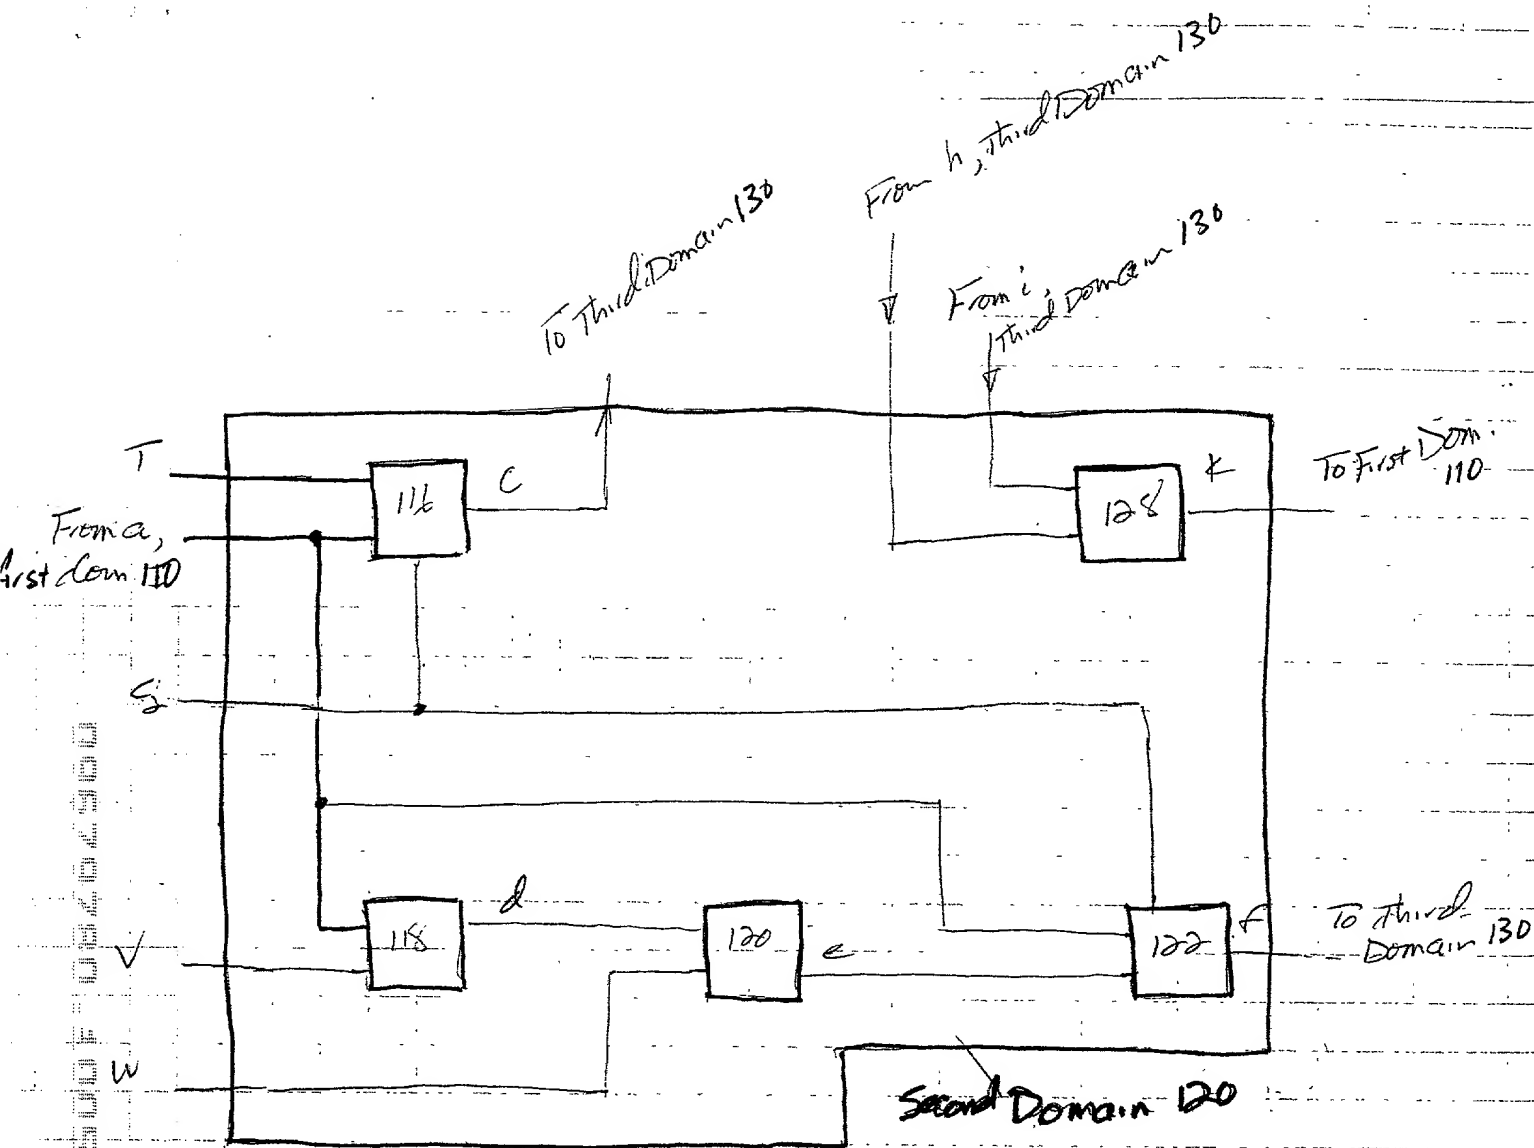 From h, Third Domain 130
To Third Domain 130
From i,
Third Domain 130
T
116
C
128
K
To First Dom.
110
From a,
first dom 110
V
118
d
120
e
122
f
To Third
Domain 130
W
Second Domain 120